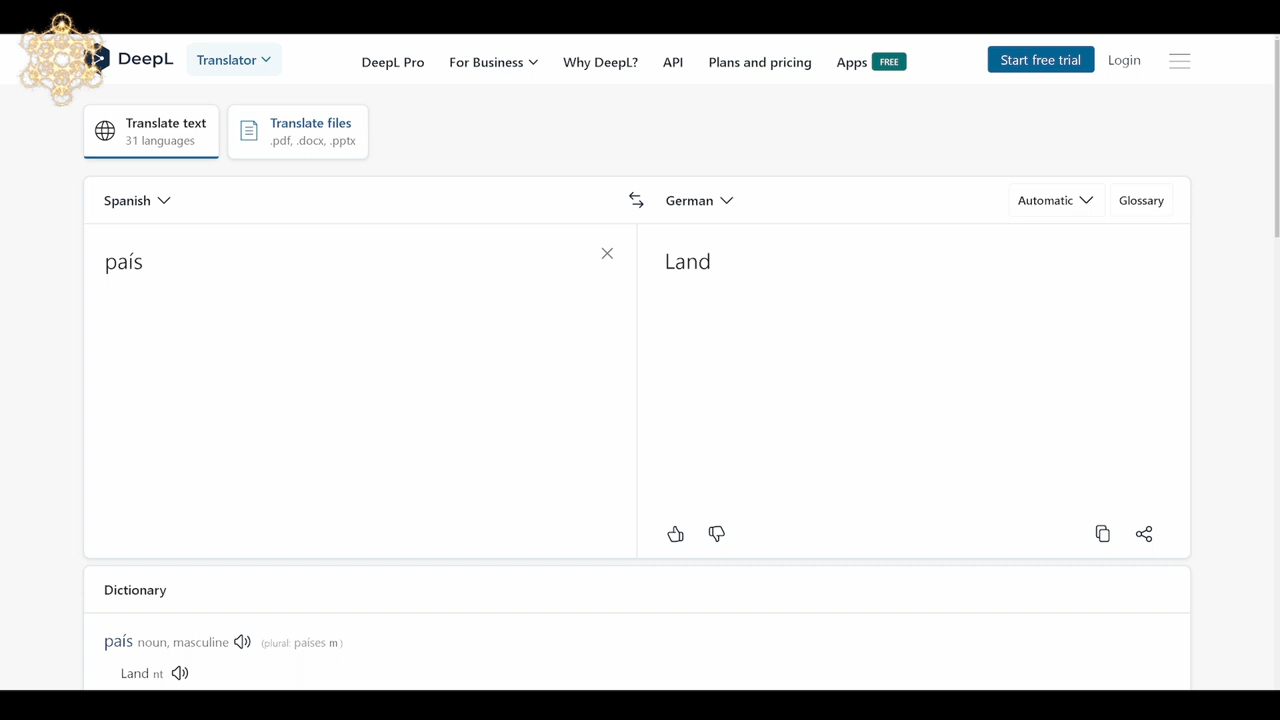 DeepL Translator DeepL Pro For Business Why DeepL? API Plans and pricing Apps FREE Start free trial Login
Translate text Translate files
31 languages .pdf, .docx, .pptx
Spanish German Automatic Glossary
país Land
Dictionary
país noun, masculine (plural: países m )
Land nt